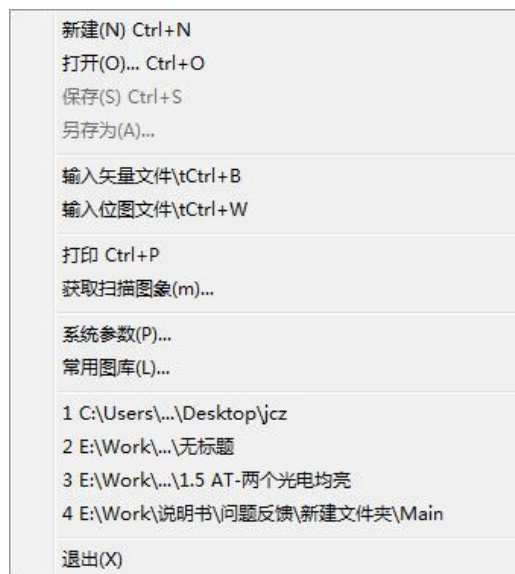 新建(N) Ctrl+N
打开(O)... Ctrl+O
保存(S) Ctrl+S
另存为(A)...
输入矢量文件\tCtrl+B
输入位图文件\tCtrl+W
打印 Ctrl+P
获取扫描图象(m)...
系统参数(P)...
常用图库(L)...
1 C:\Users\...\Desktop\jcz
2 E:\Work\...\无标题
3 E:\Work\...\1.5 AT-两个光电均亮
4 E:\Work\说明书\问题反馈\新建文件夹\Main
退出(X)